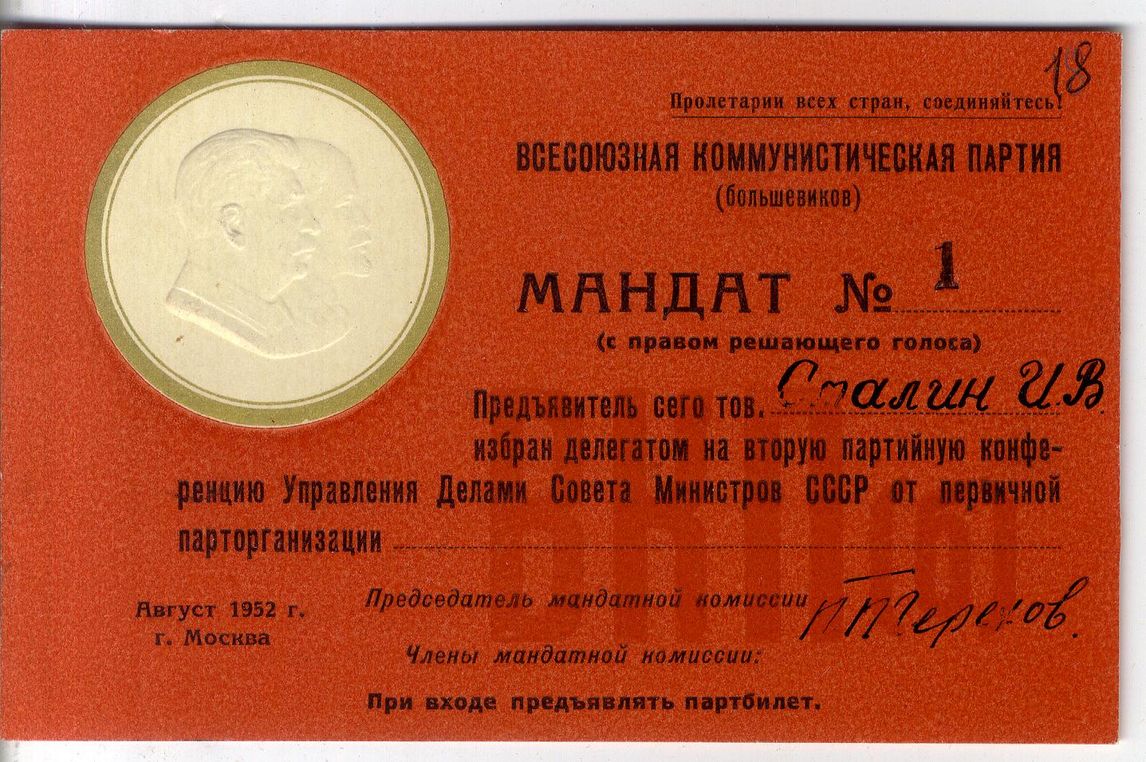 18
Пролетарии всех стран, соединяйтесь!
ВСЕСОЮЗНАЯ КОММУНИСТИЧЕСКАЯ ПАРТИЯ
(большевиков)
МАНДАТ № 1
(с правом решающего голоса)
Предъявитель сего тов. Сталин И.В.
избран делегатом на вторую партийную конфе-
ренцию Управления Делами Совета Министров СССР от первичной
парторганизации
Август 1952 г.
г. Москва
Председатель мандатной комиссии
Члены мандатной комиссии:
При входе предъявлять партбилет.